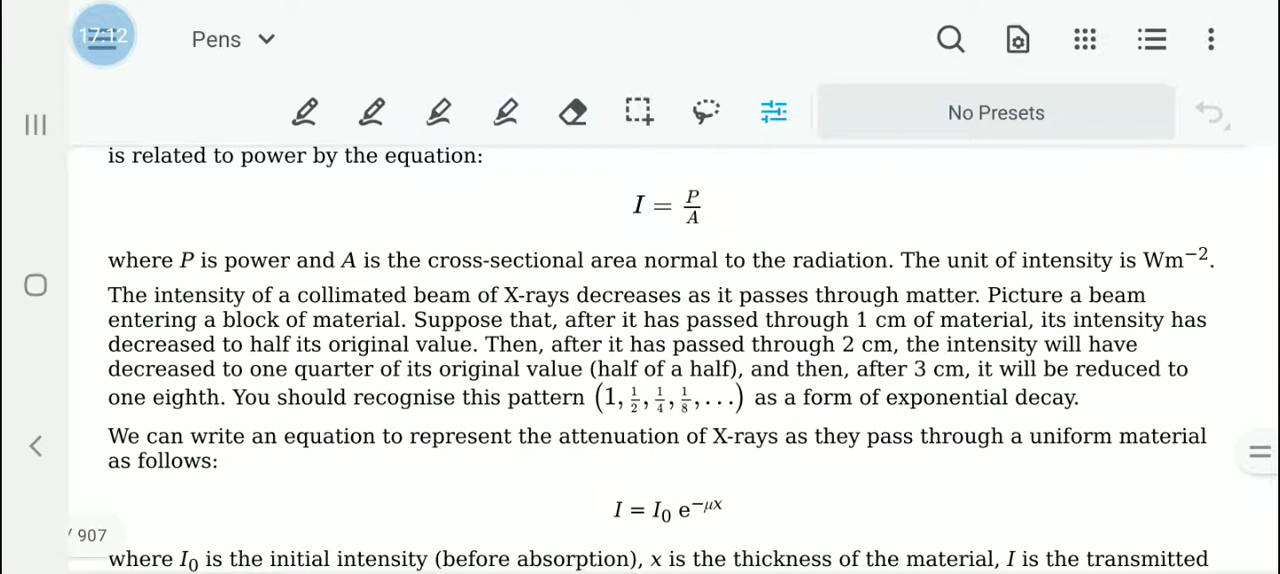 17:12
Pens
No Presets
is related to power by the equation:
I = P/A
where P is power and A is the cross-sectional area normal to the radiation. The unit of intensity is Wm⁻².
The intensity of a collimated beam of X-rays decreases as it passes through matter. Picture a beam
entering a block of material. Suppose that, after it has passed through 1 cm of material, its intensity has
decreased to half its original value. Then, after it has passed through 2 cm, the intensity will have
decreased to one quarter of its original value (half of a half), and then, after 3 cm, it will be reduced to
one eighth. You should recognise this pattern (1, 1/2, 1/4, 1/8, ...) as a form of exponential decay.
We can write an equation to represent the attenuation of X-rays as they pass through a uniform material
as follows:
I = I₀ e^−μx
/ 907
where I₀ is the initial intensity (before absorption), x is the thickness of the material, I is the transmitted